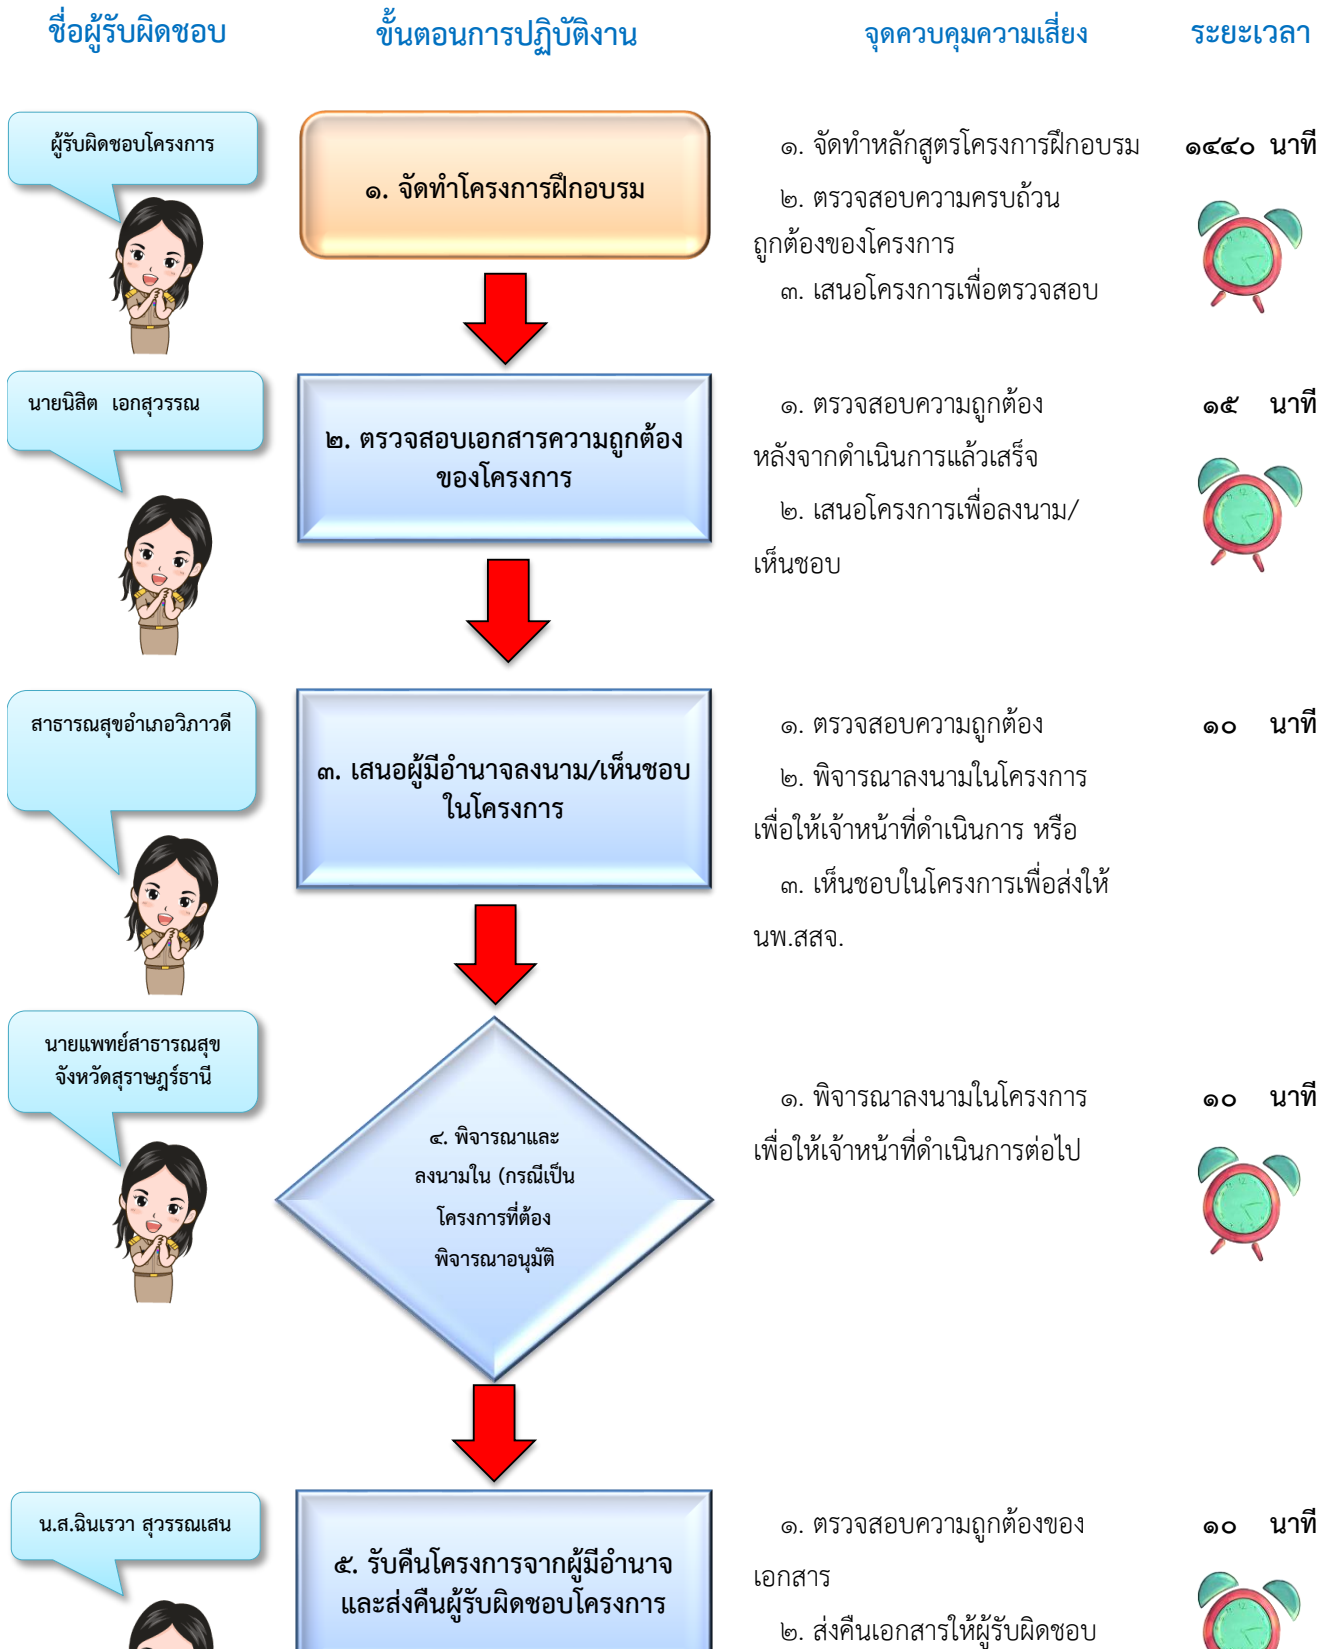 ชื่อผู้รับผิดชอบ
ขั้นตอนการปฏิบัติงาน
จุดควบคุมความเสี่ยง
ระยะเวลา
ผู้รับผิดชอบโครงการ
๑. จัดทำโครงการฝึกอบรม
๑. จัดทำหลักสูตรโครงการฝึกอบรม
๒. ตรวจสอบความครบถ้วน
ถูกต้องของโครงการ
๓. เสนอโครงการเพื่อตรวจสอบ
๑๔๔๐ นาที
นายนิสิต เอกสุวรรณ
๒. ตรวจสอบเอกสารความถูกต้อง
ของโครงการ
๑. ตรวจสอบความถูกต้อง
หลังจากดำเนินการแล้วเสร็จ
๒. เสนอโครงการเพื่อลงนาม/
เห็นชอบ
๑๕ นาที
สาธารณสุขอำเภอวิภาวดี
๓. เสนอผู้มีอำนาจลงนาม/เห็นชอบ
ในโครงการ
๑. ตรวจสอบความถูกต้อง
๒. พิจารณาลงนามในโครงการ
เพื่อให้เจ้าหน้าที่ดำเนินการ หรือ
๓. เห็นชอบในโครงการเพื่อส่งให้
นพ.สสจ.
๑๐ นาที
นายแพทย์สาธารณสุข
จังหวัดสุราษฎร์ธานี
๔. พิจารณาและ
ลงนามใน (กรณีเป็น
โครงการที่ต้อง
พิจารณาอนุมัติ
๑. พิจารณาลงนามในโครงการ
เพื่อให้เจ้าหน้าที่ดำเนินการต่อไป
๑๐ นาที
น.ส.ฉินเรวา สุวรรณเสน
๕. รับคืนโครงการจากผู้มีอำนาจ
และส่งคืนผู้รับผิดชอบโครงการ
๑. ตรวจสอบความถูกต้องของ
เอกสาร
๒. ส่งคืนเอกสารให้ผู้รับผิดชอบ
๑๐ นาที